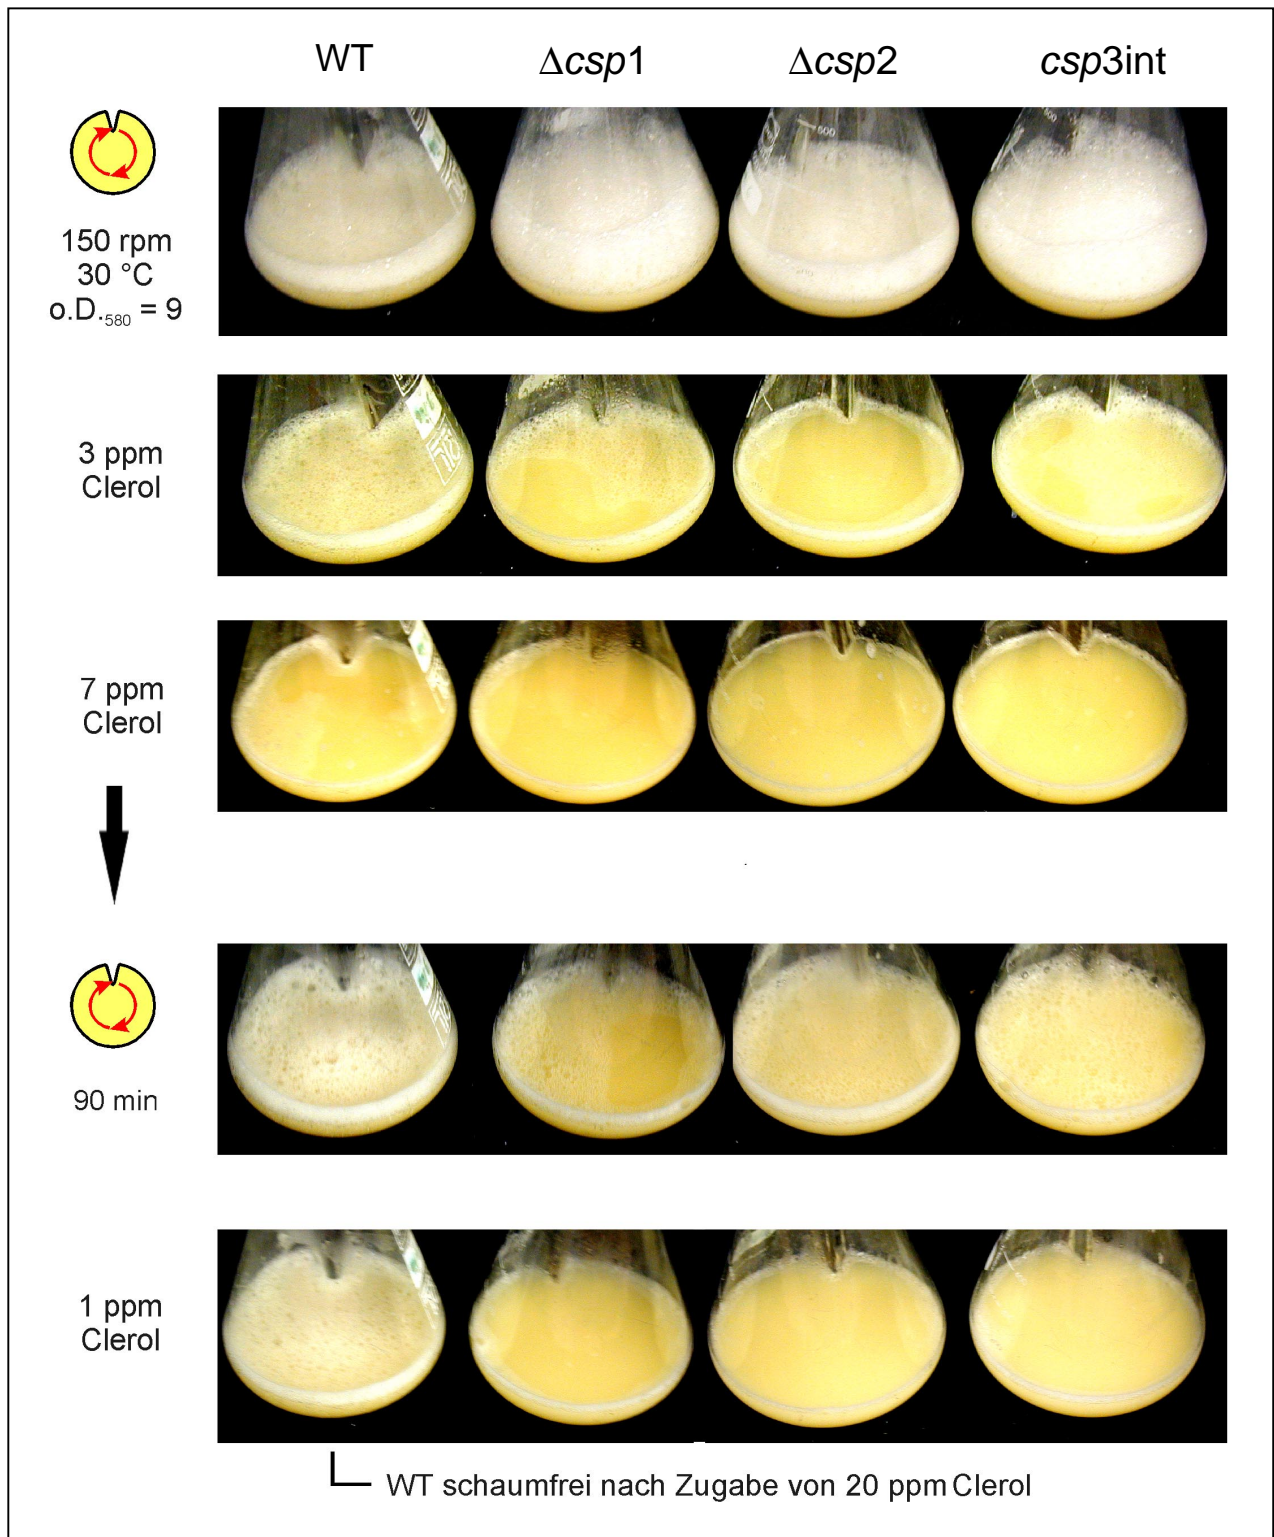 WT Δcsp1 Δcsp2 csp3int
150 rpm
30 °C
o.D.580 = 9
3 ppm
Clerol
7 ppm
Clerol
90 min
1 ppm
Clerol
WT schaumfrei nach Zugabe von 20 ppm Clerol